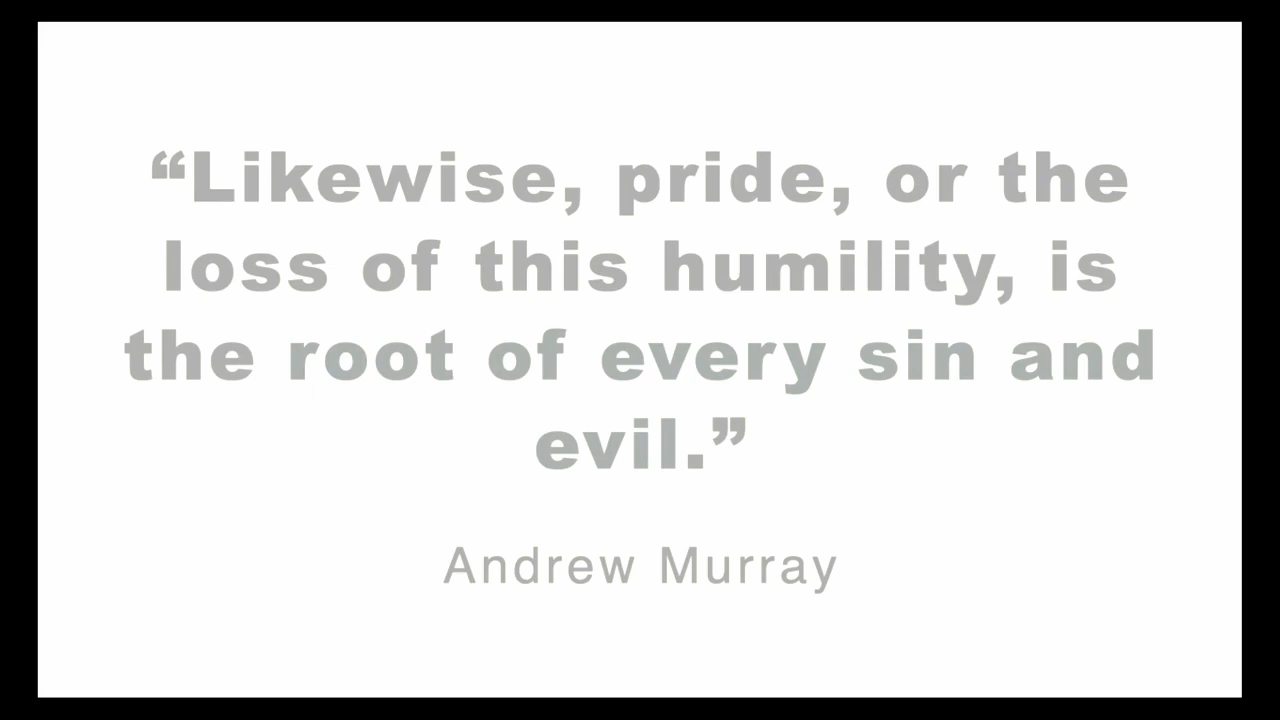 “Likewise, pride, or the
loss of this humility, is
the root of every sin and
evil.”
Andrew Murray